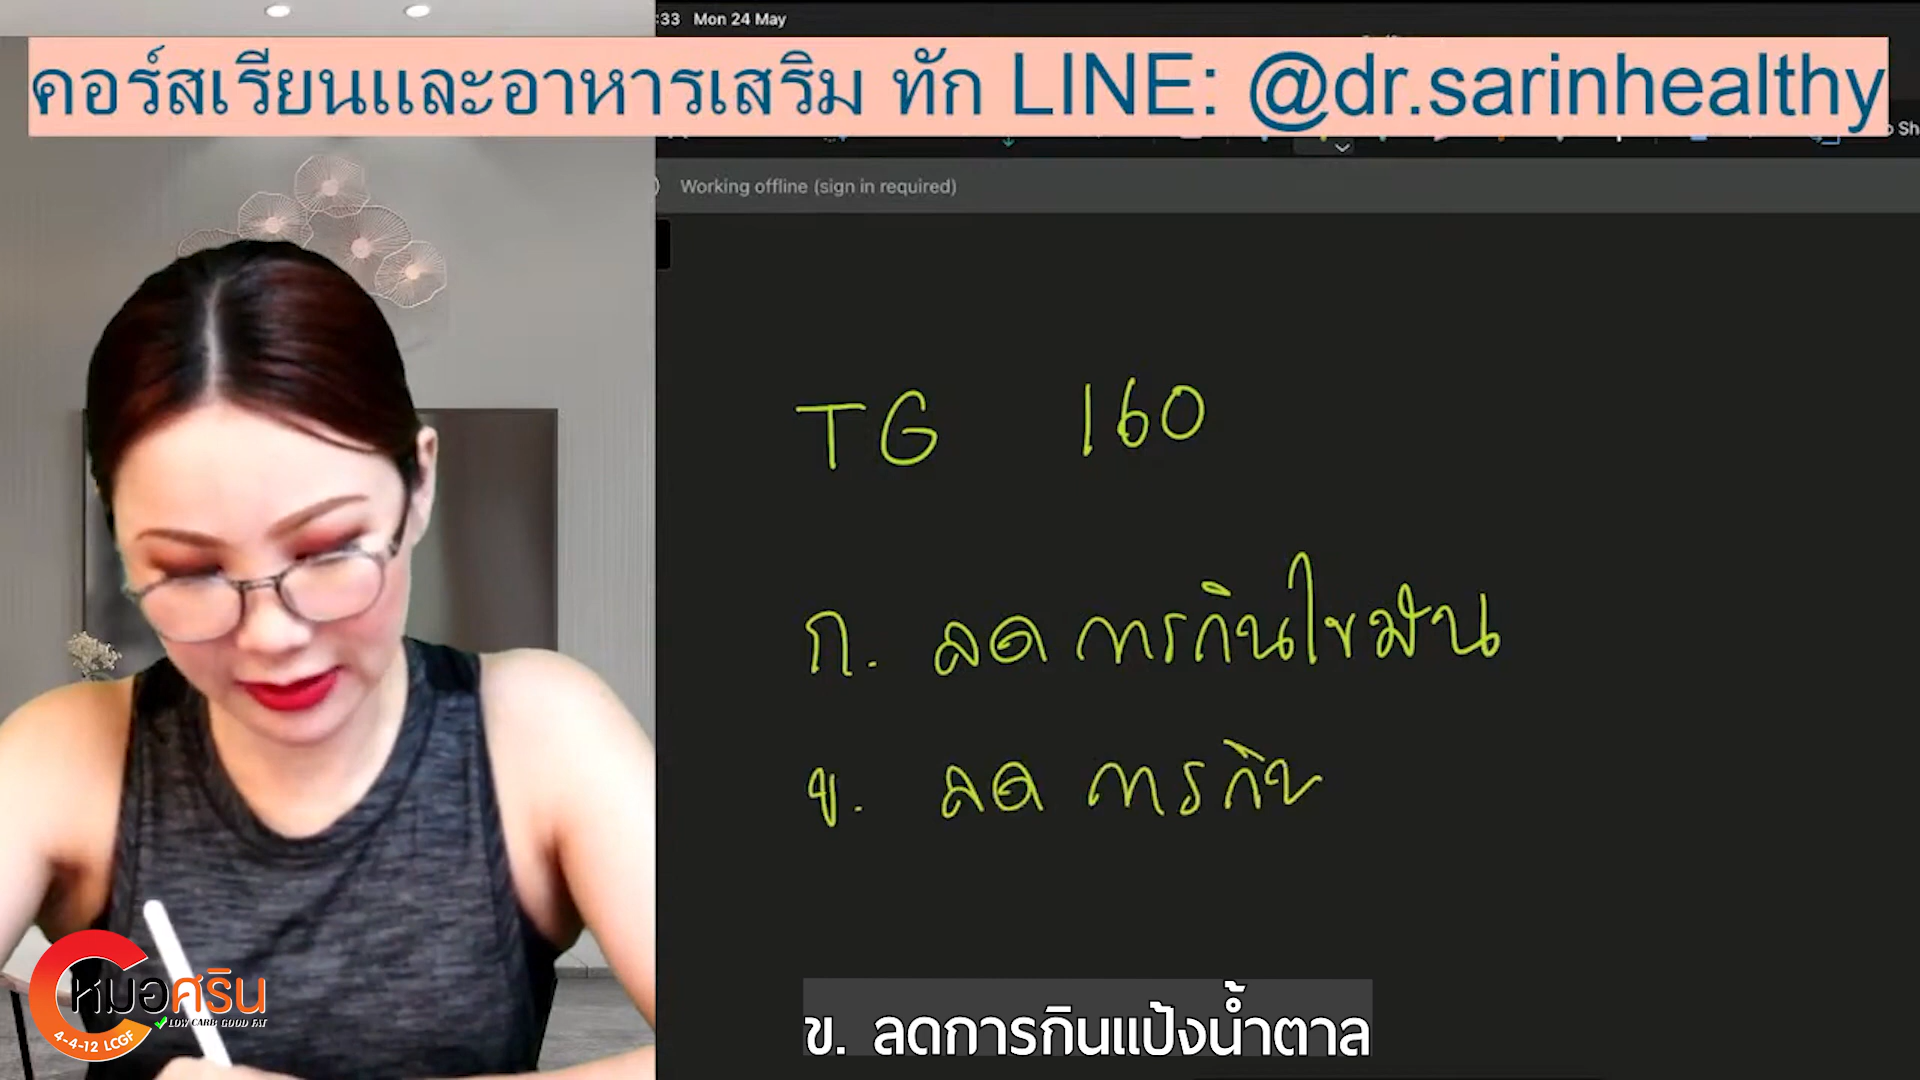 :33 Mon 24 May
คอร์สเรียนและอาหารเสริม ทัก LINE: @dr.sarinhealthy
Working offline (sign in required)
TG 160
ก. ลดการกินไขมัน
ข. ลดการกิน
หมอศริน
LOW CARB GOOD FAT
4-4-12 LCGF
ข. ลดการกินแป้งน้ำตาล